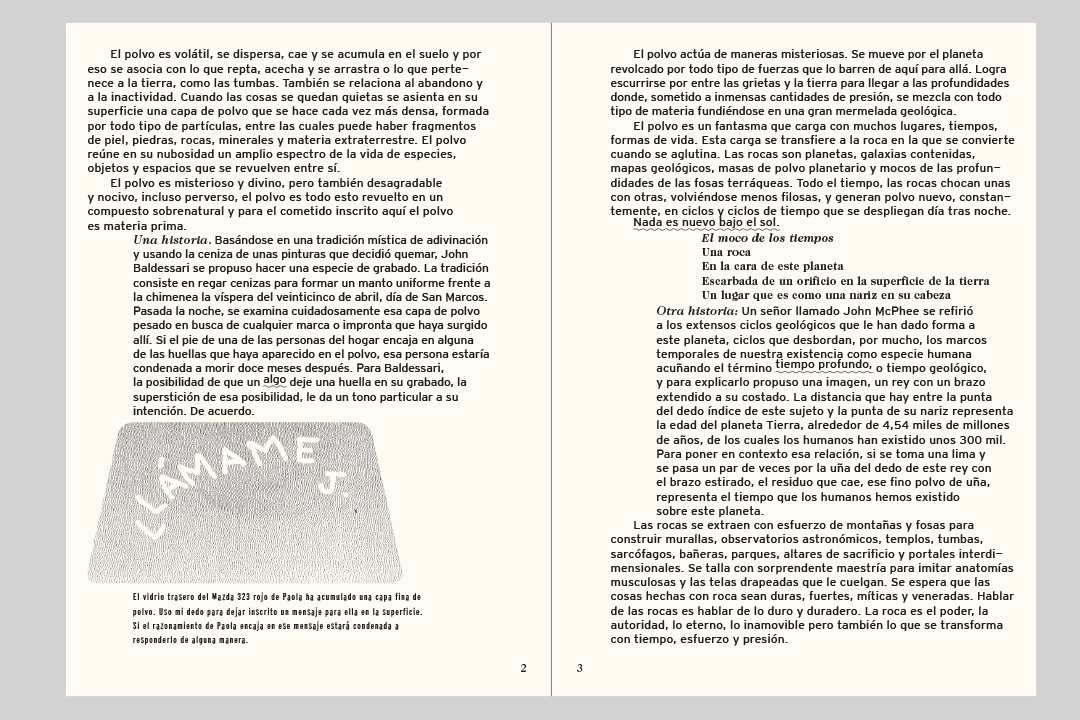 El polvo es volátil, se dispersa, cae y se acumula en el suelo y por
eso se asocia con lo que repta, acecha y se arrastra o lo que perte–
nece a la tierra, como las tumbas. También se relaciona al abandono y
a la inactividad. Cuando las cosas se quedan quietas se asienta en su
superficie una capa de polvo que se hace cada vez más densa, formada
por todo tipo de partículas, entre las cuales puede haber fragmentos
de piel, piedras, rocas, minerales y materia extraterrestre. El polvo
reúne en su nubosidad un amplio espectro de la vida de especies,
objetos y espacios que se revuelven entre sí.
El polvo es misterioso y divino, pero también desagradable
y nocivo, incluso perverso, el polvo es todo esto revuelto en un
compuesto sobrenatural y para el cometido inscrito aquí el polvo
es materia prima.
Una historia. Basándose en una tradición mística de adivinación
y usando la ceniza de unas pinturas que decidió quemar, John
Baldessari se propuso hacer una especie de grabado. La tradición
consiste en regar cenizas para formar un manto uniforme frente a
la chimenea la víspera del veinticinco de abril, día de San Marcos.
Pasada la noche, se examina cuidadosamente esa capa de polvo
pesado en busca de cualquier marca o impronta que haya surgido
allí. Si el pie de una de las personas del hogar encaja en alguna
de las huellas que haya aparecido en el polvo, esa persona estaría
condenada a morir doce meses después. Para Baldessari,
la posibilidad de que un algo deje una huella en su grabado, la
superstición de esa posibilidad, le da un tono particular a su
intención. De acuerdo.
LLÁMAME
J.
El vidrio trasero del Mazda 323 rojo de Paola ha acumulado una capa fina de
polvo. Uso mi dedo para dejar inscrito un mensaje para ella en la superficie.
Si el razonamiento de Paola encaja en ese mensaje estará condenada a
responderlo de alguna manera.
2
El polvo actúa de maneras misteriosas. Se mueve por el planeta
revolcado por todo tipo de fuerzas que lo barren de aquí para allá. Logra
escurrirse por entre las grietas y la tierra para llegar a las profundidades
donde, sometido a inmensas cantidades de presión, se mezcla con todo
tipo de materia fundiéndose en una gran mermelada geológica.
El polvo es un fantasma que carga con muchos lugares, tiempos,
formas de vida. Esta carga se transfiere a la roca en la que se convierte
cuando se aglutina. Las rocas son planetas, galaxias contenidas,
mapas geológicos, masas de polvo planetario y mocos de las profun–
didades de las fosas terráqueas. Todo el tiempo, las rocas chocan unas
con otras, volviéndose menos filosas, y generan polvo nuevo, constan–
temente, en ciclos y ciclos de tiempo que se despliegan día tras noche.
Nada es nuevo bajo el sol.
El moco de los tiempos
Una roca
En la cara de este planeta
Escarbada de un orificio en la superficie de la tierra
Un lugar que es como una nariz en su cabeza
Otra historia: Un señor llamado John McPhee se refirió
a los extensos ciclos geológicos que le han dado forma a
este planeta, ciclos que desbordan, por mucho, los marcos
temporales de nuestra existencia como especie humana
acuñando el término tiempo profundo, o tiempo geológico,
y para explicarlo propuso una imagen, un rey con un brazo
extendido a su costado. La distancia que hay entre la punta
del dedo índice de este sujeto y la punta de su nariz representa
la edad del planeta Tierra, alrededor de 4,54 miles de millones
de años, de los cuales los humanos han existido unos 300 mil.
Para poner en contexto esa relación, si se toma una lima y
se pasa un par de veces por la uña del dedo de este rey con
el brazo estirado, el residuo que cae, ese fino polvo de uña,
representa el tiempo que los humanos hemos existido
sobre este planeta.
Las rocas se extraen con esfuerzo de montañas y fosas para
construir murallas, observatorios astronómicos, templos, tumbas,
sarcófagos, bañeras, parques, altares de sacrificio y portales interdi–
mensionales. Se talla con sorprendente maestría para imitar anatomías
musculosas y las telas drapeadas que le cuelgan. Se espera que las
cosas hechas con roca sean duras, fuertes, míticas y veneradas. Hablar
de las rocas es hablar de lo duro y duradero. La roca es el poder, la
autoridad, lo eterno, lo inamovible pero también lo que se transforma
con tiempo, esfuerzo y presión.
3